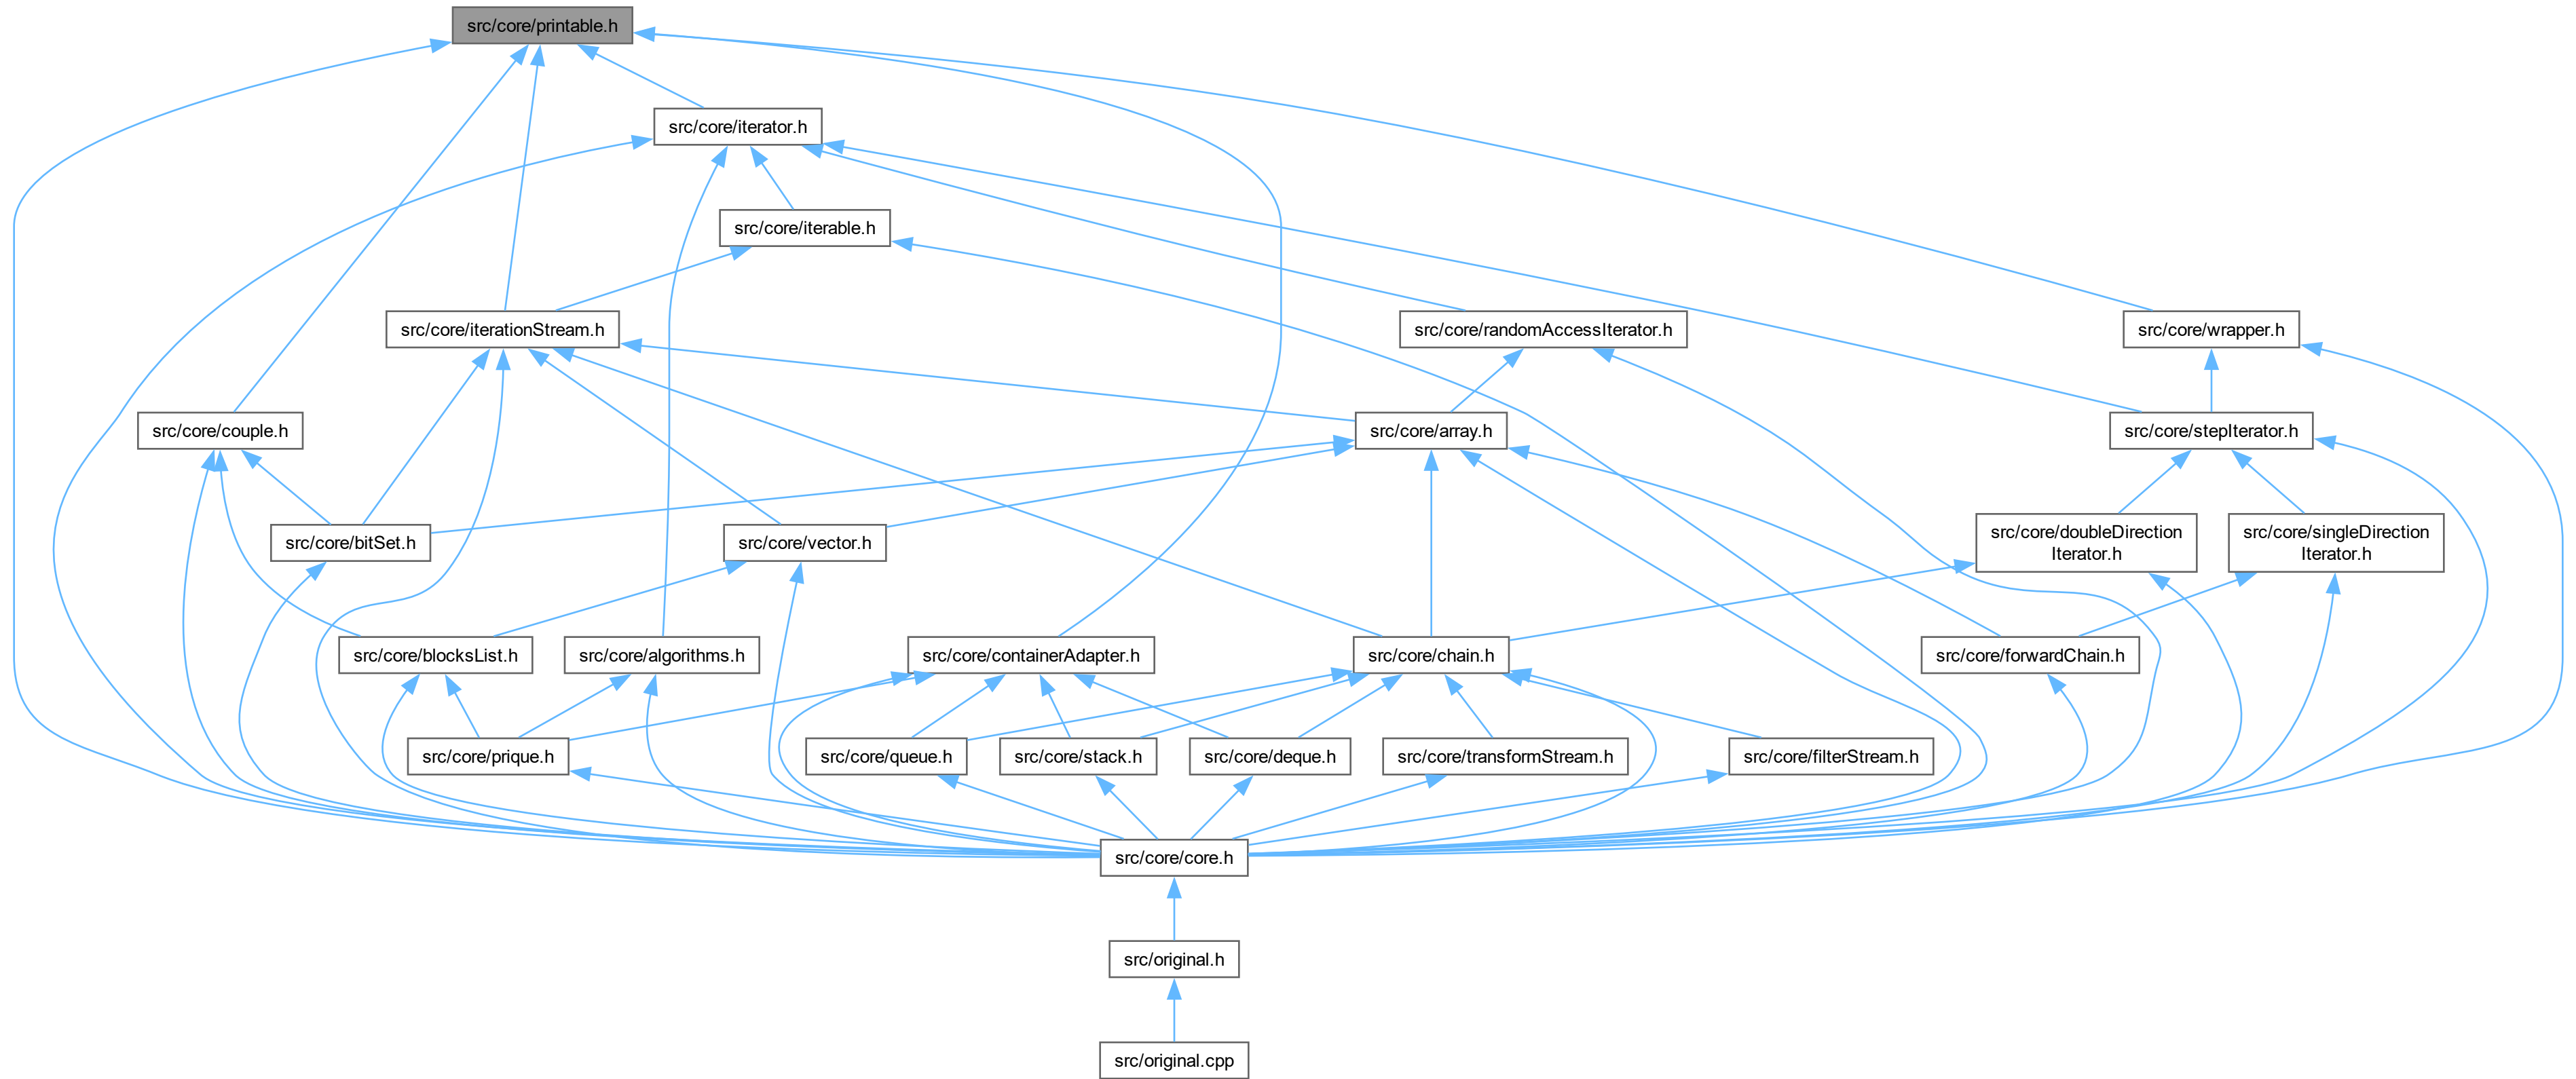 src/core/printable.h
src/core/iterator.h
src/core/iterable.h
src/core/iterationStream.h
src/core/randomAccessIterator.h
src/core/wrapper.h
src/core/couple.h
src/core/array.h
src/core/stepIterator.h
src/core/bitSet.h
src/core/vector.h
src/core/doubleDirection
Iterator.h
src/core/singleDirection
Iterator.h
src/core/blocksList.h
src/core/algorithms.h
src/core/containerAdapter.h
src/core/chain.h
src/core/forwardChain.h
src/core/prique.h
src/core/queue.h
src/core/stack.h
src/core/deque.h
src/core/transformStream.h
src/core/filterStream.h
src/core/core.h
src/original.h
src/original.cpp